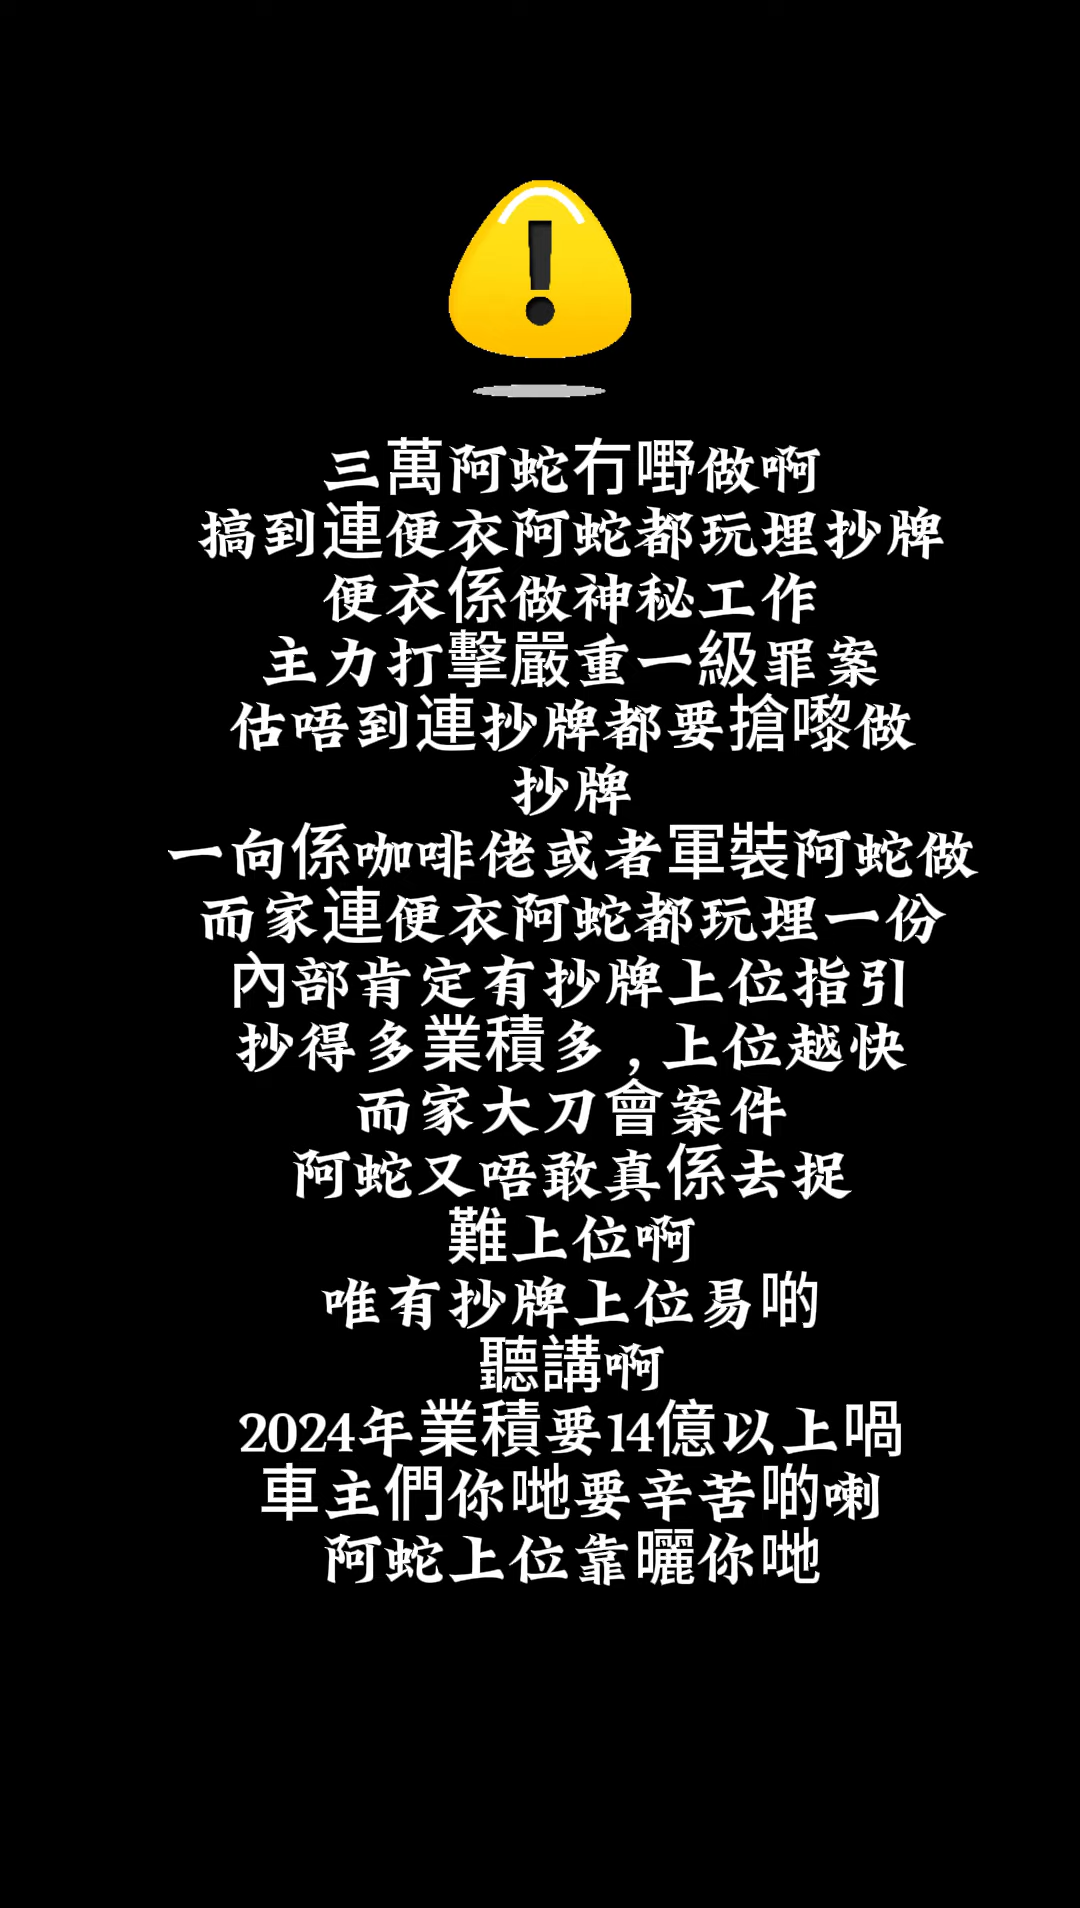 三萬阿蛇冇嘢做啊
搞到連便衣阿蛇都玩埋抄牌
便衣係做神秘工作
主力打擊嚴重一級罪案
估唔到連抄牌都要搶嚟做
抄牌
一向係咖啡佬或者軍裝阿蛇做
而家連便衣阿蛇都玩埋一份
內部肯定有抄牌上位指引
抄得多業積多，上位越快
而家大刀會案件
阿蛇又唔敢真係去捉
難上位啊
唯有抄牌上位易啲
聽講啊
2024年業積要14億以上喎
車主們你哋要辛苦啲喇
阿蛇上位靠曬你哋